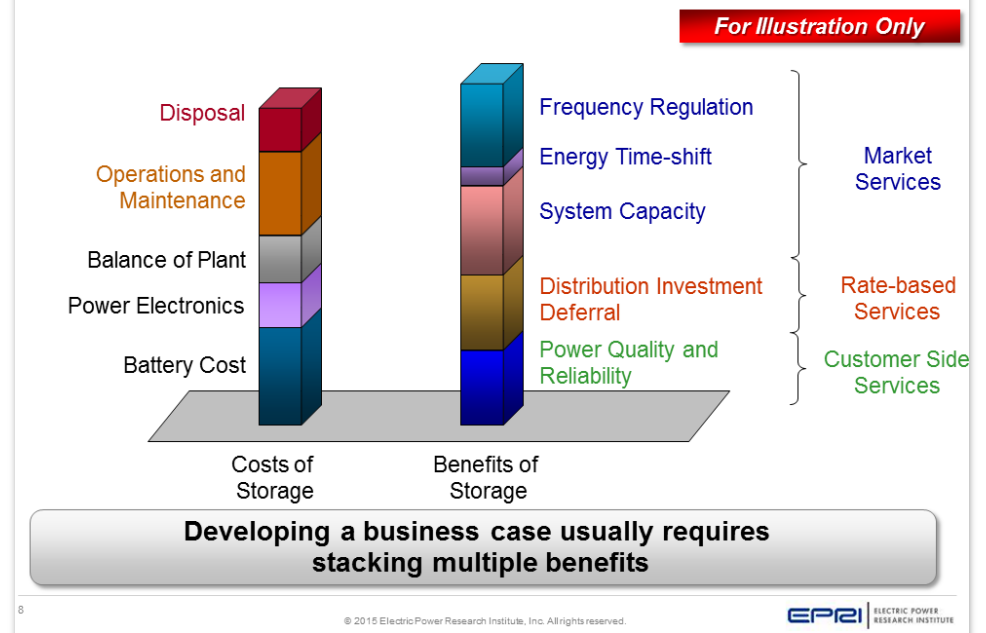 For Illustration Only
Disposal
Operations and
Maintenance
Balance of Plant
Power Electronics
Battery Cost
Frequency Regulation
Energy Time-shift
System Capacity
Distribution Investment
Deferral
Power Quality and
Reliability
Market
Services
Rate-based
Services
Customer Side
Services
Costs of
Storage
Benefits of
Storage
Developing a business case usually requires
stacking multiple benefits
8
© 2015 Electric Power Research Institute, Inc. All rights reserved.
EPRI
ELECTRIC POWER
RESEARCH INSTITUTE